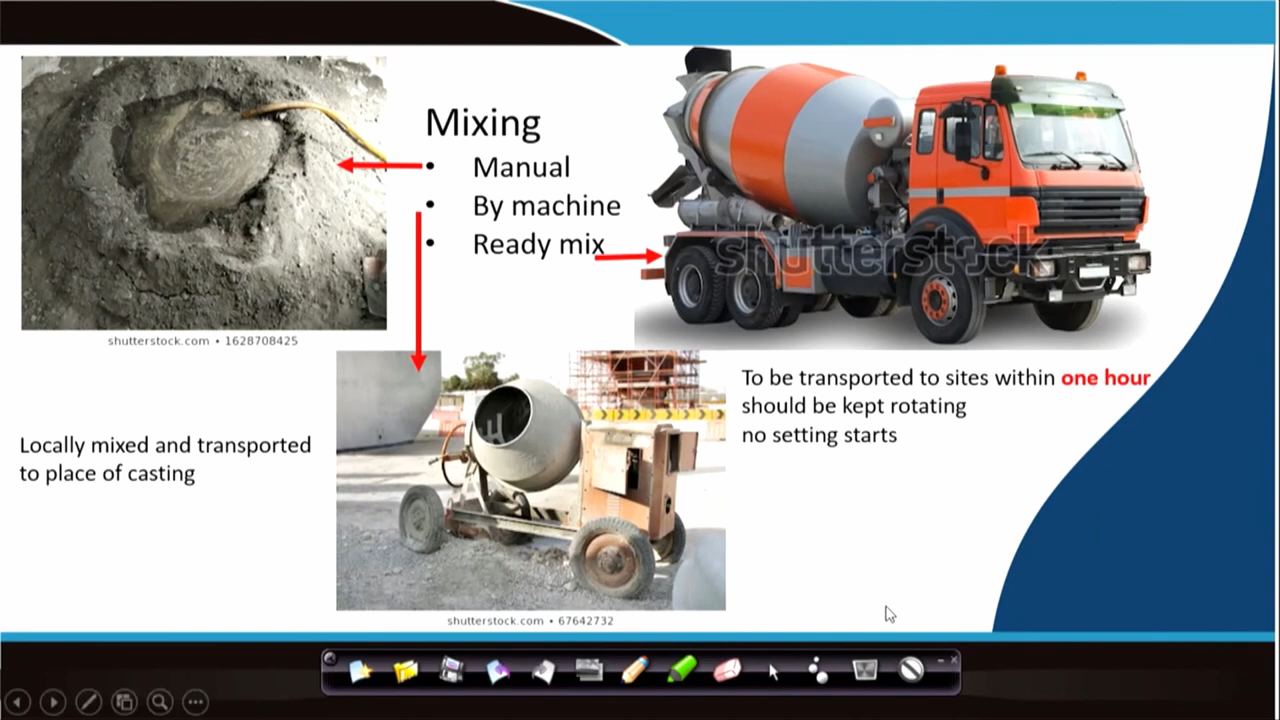 Mixing
• Manual
• By machine
• Ready mix
shutterstock
shutterstock.com • 1628708425
To be transported to sites within one hour
should be kept rotating
no setting starts
Locally mixed and transported
to place of casting
shutterstock.com • 67642732